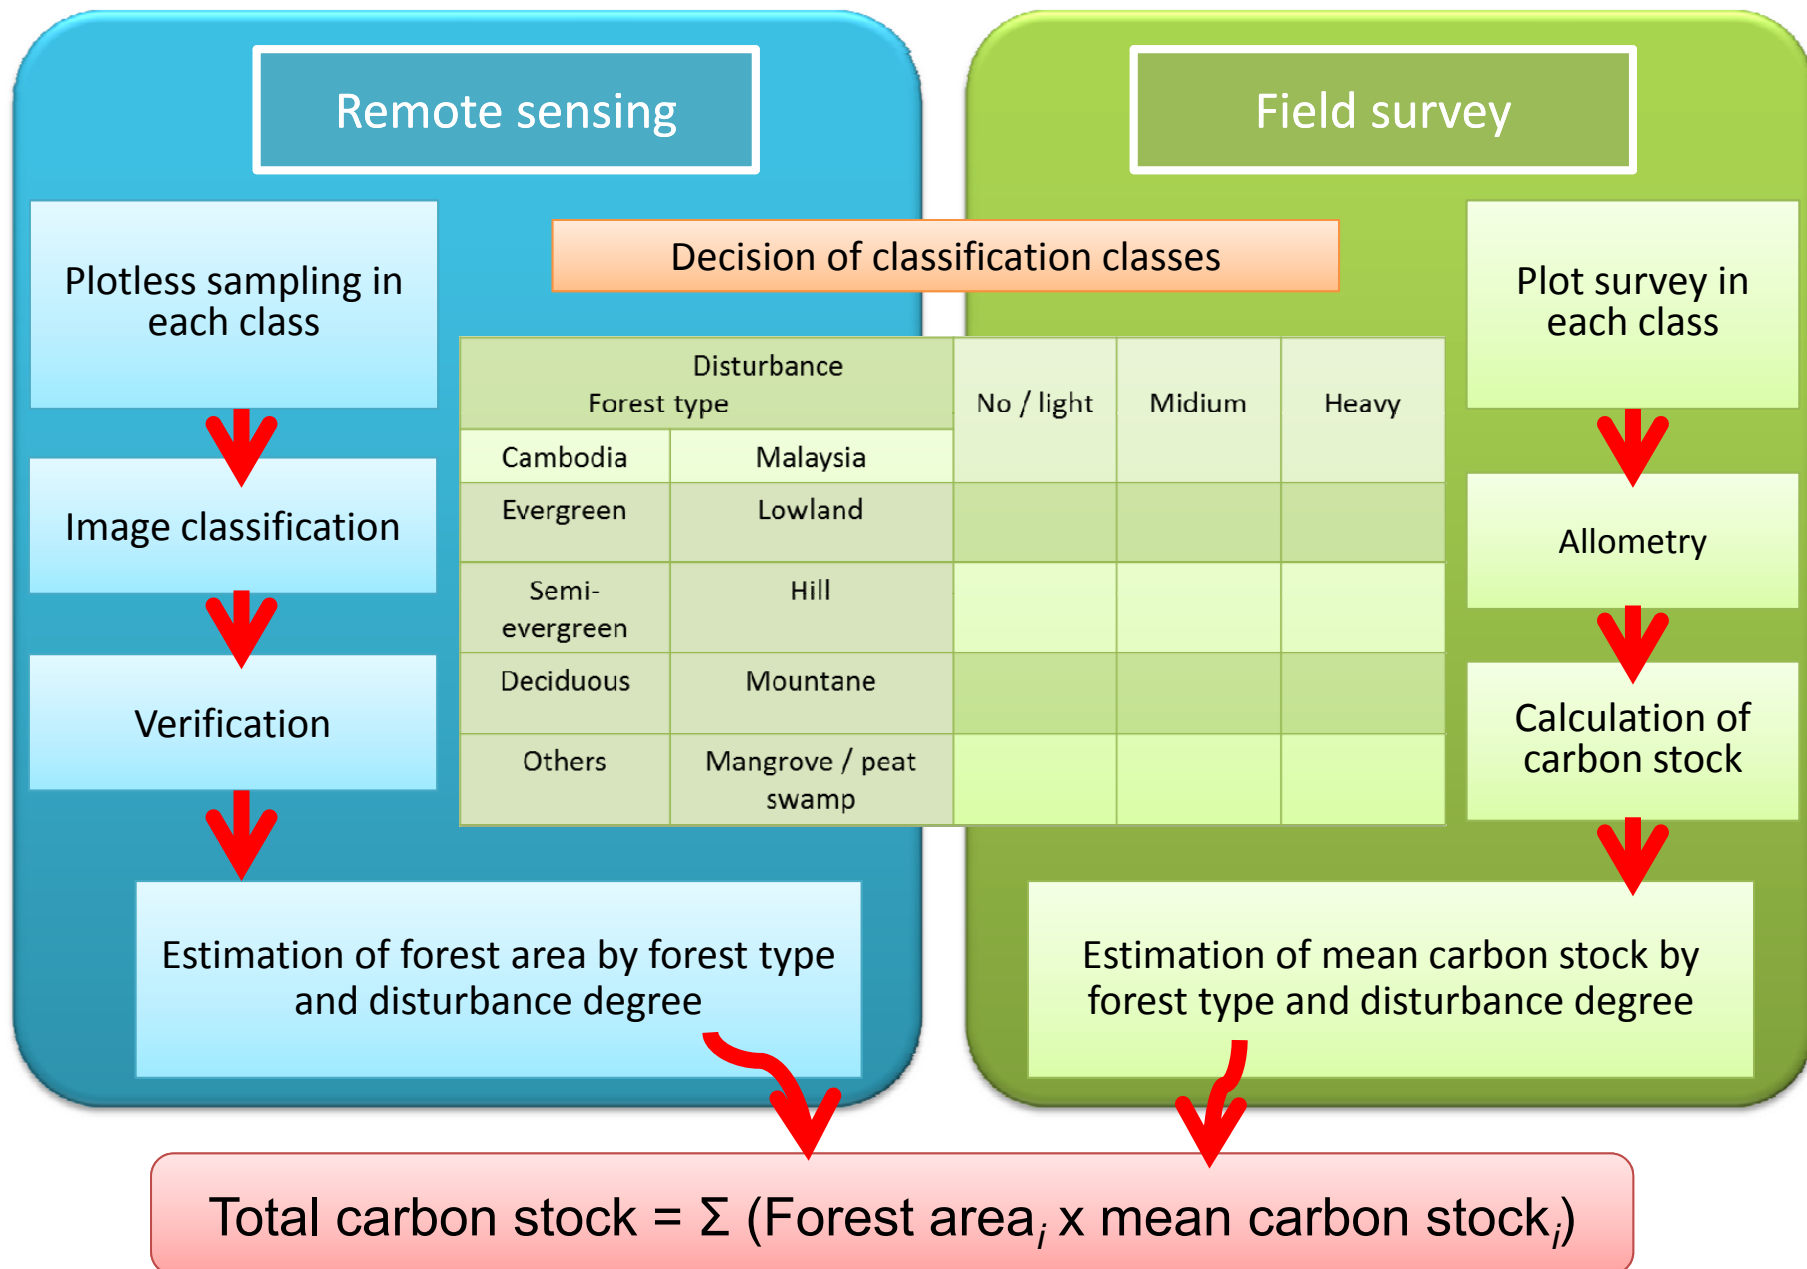 Remote sensing
Field survey
Plotless sampling in
each class
Image classification
Verification
Estimation of forest area by forest type
and disturbance degree
Decision of classification classes
Disturbance
Forest type
No / light
Midium
Heavy
Cambodia
Malaysia
Evergreen
Lowland
Semi-
evergreen
Hill
Deciduous
Mountane
Others
Mangrove / peat
swamp
Plot survey in
each class
Allometry
Calculation of
carbon stock
Estimation of mean carbon stock by
forest type and disturbance degree
Total carbon stock = Σ (Forest areaᵢ x mean carbon stockᵢ)